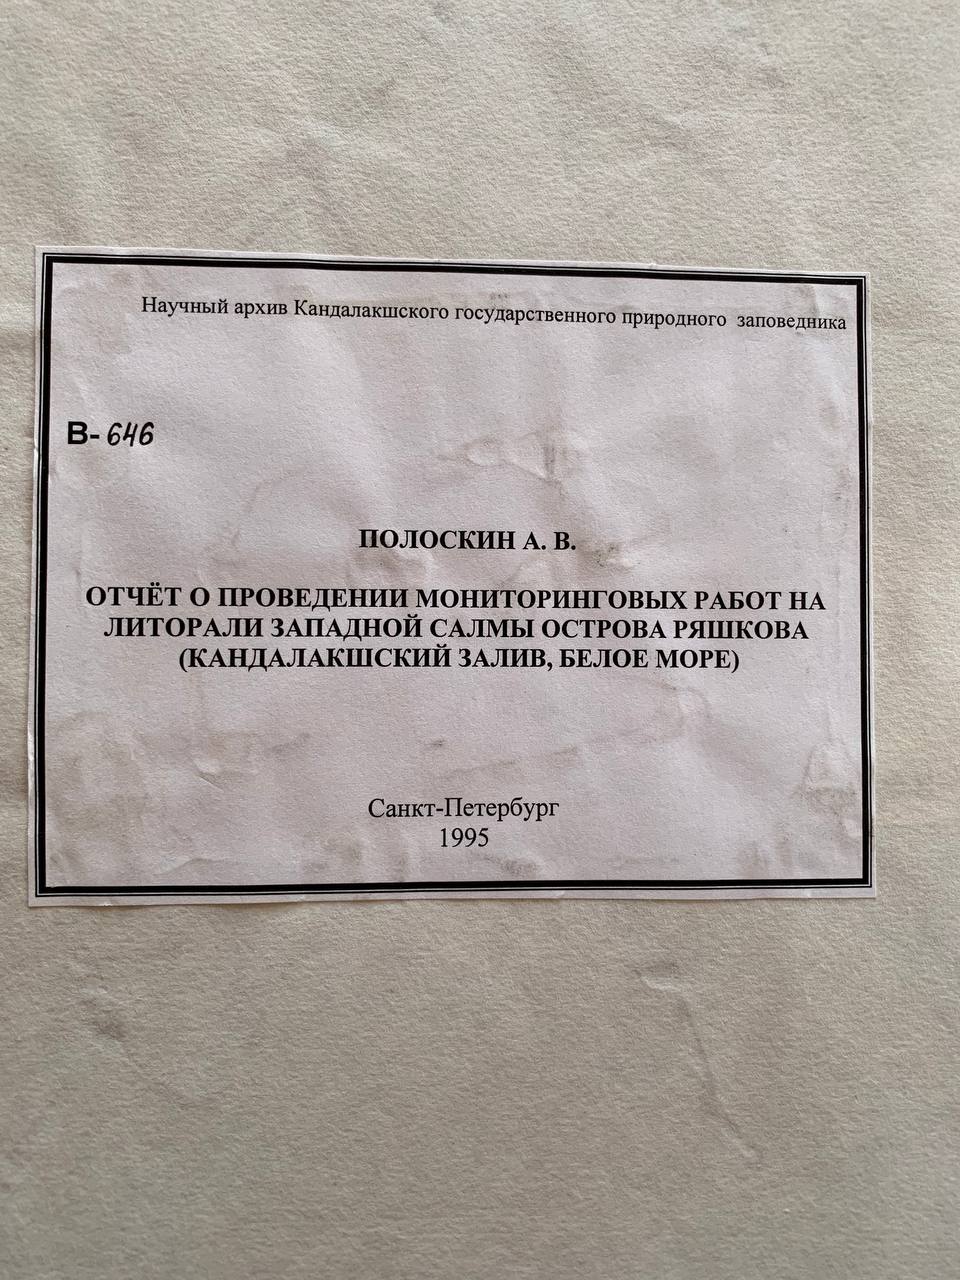 Научный архив Кандалакшского государственного природного заповедника
В-646
ПОЛОСКИН А. В.
ОТЧЁТ О ПРОВЕДЕНИИ МОНИТОРИНГОВЫХ РАБОТ НА
ЛИТОРАЛИ ЗАПАДНОЙ САЛМЫ ОСТРОВА РЯШКОВА
(КАНДАЛАКШСКИЙ ЗАЛИВ, БЕЛОЕ МОРЕ)
Санкт-Петербург
1995